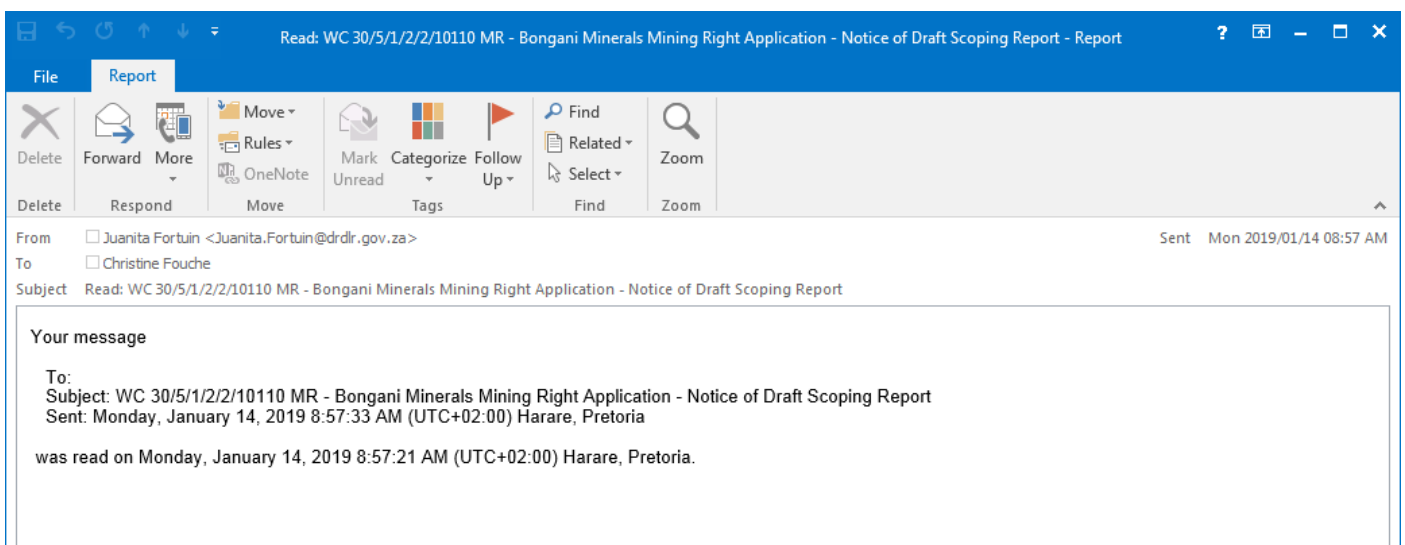 Read: WC 30/5/1/2/2/10110 MR - Bongani Minerals Mining Right Application - Notice of Draft Scoping Report - Report
File Report
Delete Forward More Move Rules OneNote Mark Unread Categorize Follow Up Find Related Select Zoom
Delete Respond Move Tags Find Zoom
From Juanita Fortuin <Juanita.Fortuin@drdlr.gov.za> Sent Mon 2019/01/14 08:57 AM
To Christine Fouche
Subject Read: WC 30/5/1/2/2/10110 MR - Bongani Minerals Mining Right Application - Notice of Draft Scoping Report
Your message
To:
Subject: WC 30/5/1/2/2/10110 MR - Bongani Minerals Mining Right Application - Notice of Draft Scoping Report
Sent: Monday, January 14, 2019 8:57:33 AM (UTC+02:00) Harare, Pretoria
was read on Monday, January 14, 2019 8:57:21 AM (UTC+02:00) Harare, Pretoria.